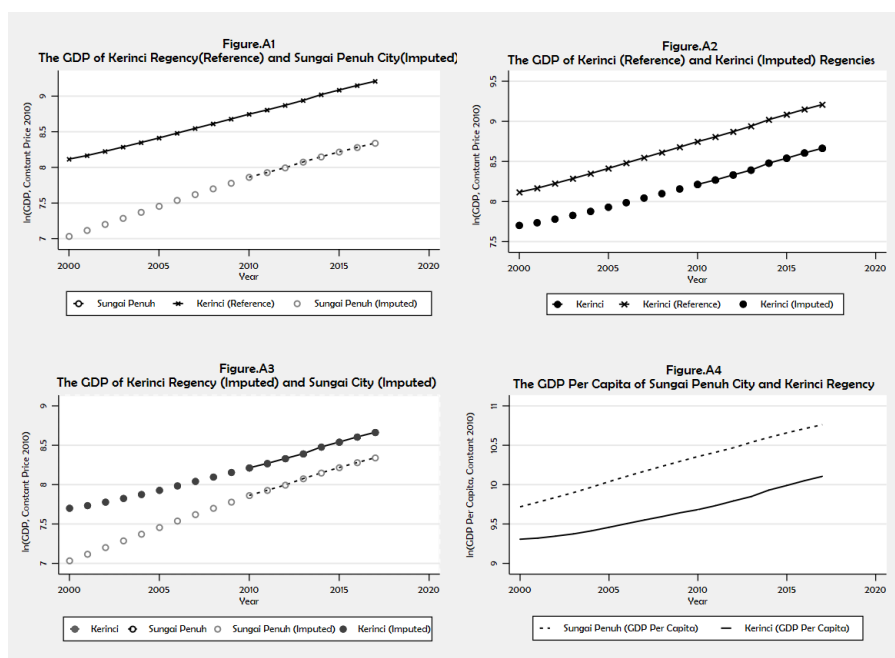 Figure.A1
The GDP of Kerinci Regency(Reference) and Sungai Penuh City(Imputed)
ln(GDP, Constant Price 2010)
9
8.5
8
7.5
7
2000 2005 2010 2015 2020
Year
Sungai Penuh Kerinci (Reference) Sungai Penuh (Imputed)
Figure.A2
The GDP of Kerinci (Reference) and Kerinci (Imputed) Regencies
ln(GDP, Constant Price 2010)
9.5
9
8.5
8
7.5
2000 2005 2010 2015 2020
Year
Kerinci Kerinci (Reference) Kerinci (Imputed)
Figure.A3
The GDP of Kerinci Regency (Imputed) and Sungai City (Imputed)
ln(GDP, Constant Price 2010)
9
8.5
8
7.5
7
2000 2005 2010 2015 2020
Year
Kerinci Sungai Penuh Sungai Penuh (Imputed) Kerinci (Imputed)
Figure.A4
The GDP Per Capita of Sungai Penuh City and Kerinci Regency
ln(GDP Per Capita, Constant 2010)
11
10.5
10
9.5
9
2000 2005 2010 2015 2020
Year
Sungai Penuh (GDP Per Capita) Kerinci (GDP Per Capita)